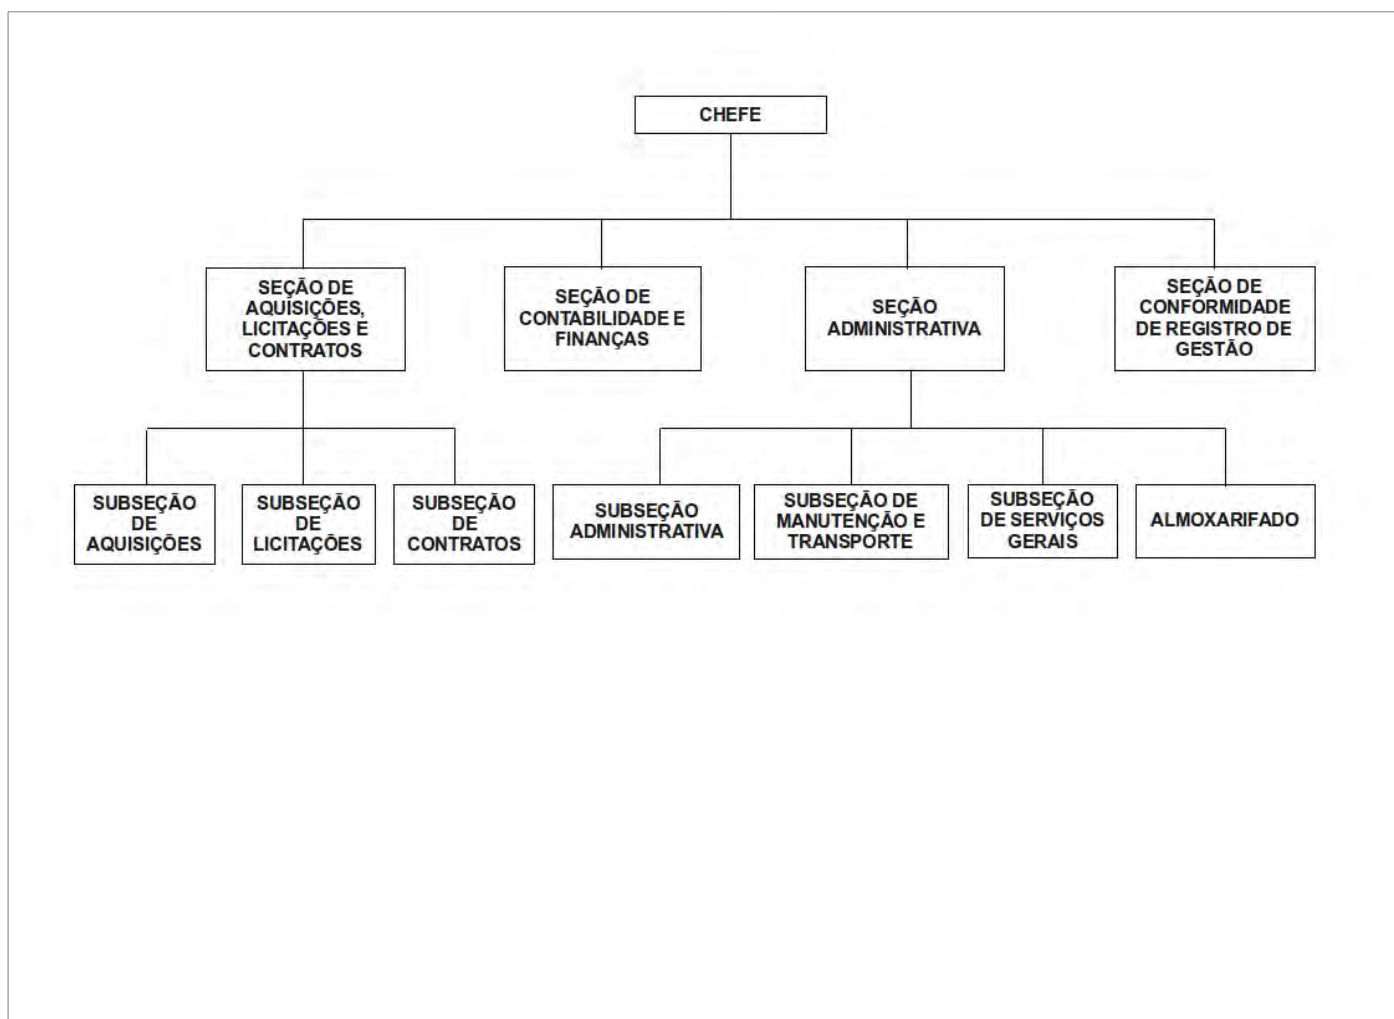 CHEFE
SEÇÃO DE
AQUISIÇÕES,
LICITAÇÕES E
CONTRATOS
SEÇÃO DE
CONTABILIDADE E
FINANÇAS
SEÇÃO
ADMINISTRATIVA
SEÇÃO DE
CONFORMIDADE
DE REGISTRO DE
GESTÃO
SUBSEÇÃO
DE
AQUISIÇÕES
SUBSEÇÃO
DE
LICITAÇÕES
SUBSEÇÃO
DE
CONTRATOS
SUBSEÇÃO
ADMINISTRATIVA
SUBSEÇÃO DE
MANUTENÇÃO E
TRANSPORTE
SUBSEÇÃO
DE SERVIÇOS
GERAIS
ALMOXARIFADO